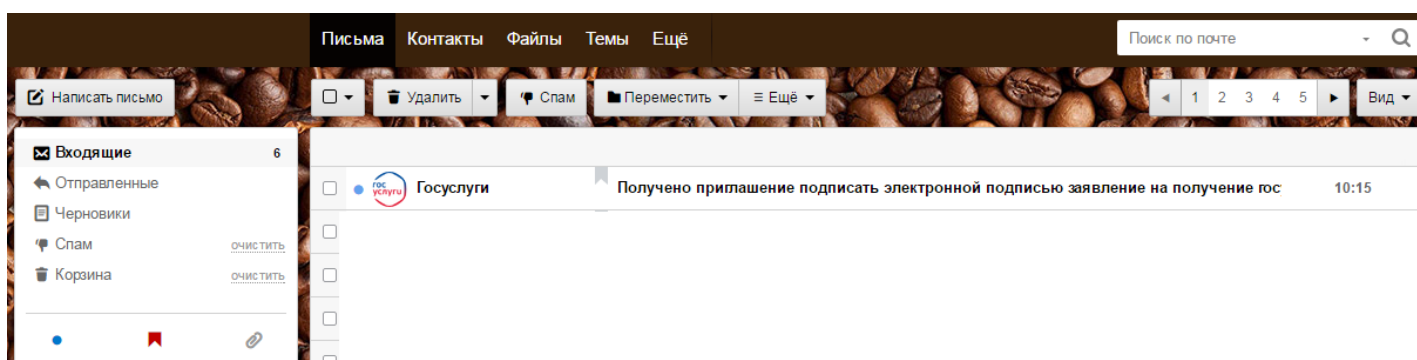 Письма Контакты Файлы Темы Ещё Поиск по почте
Написать письмо Удалить Спам Переместить Ещё 1 2 3 4 5 Вид
Входящие 6
Отправленные
Черновики
Спам очистить
Корзина очистить
гос услуги Госуслуги Получено приглашение подписать электронной подписью заявление на получение гос 10:15